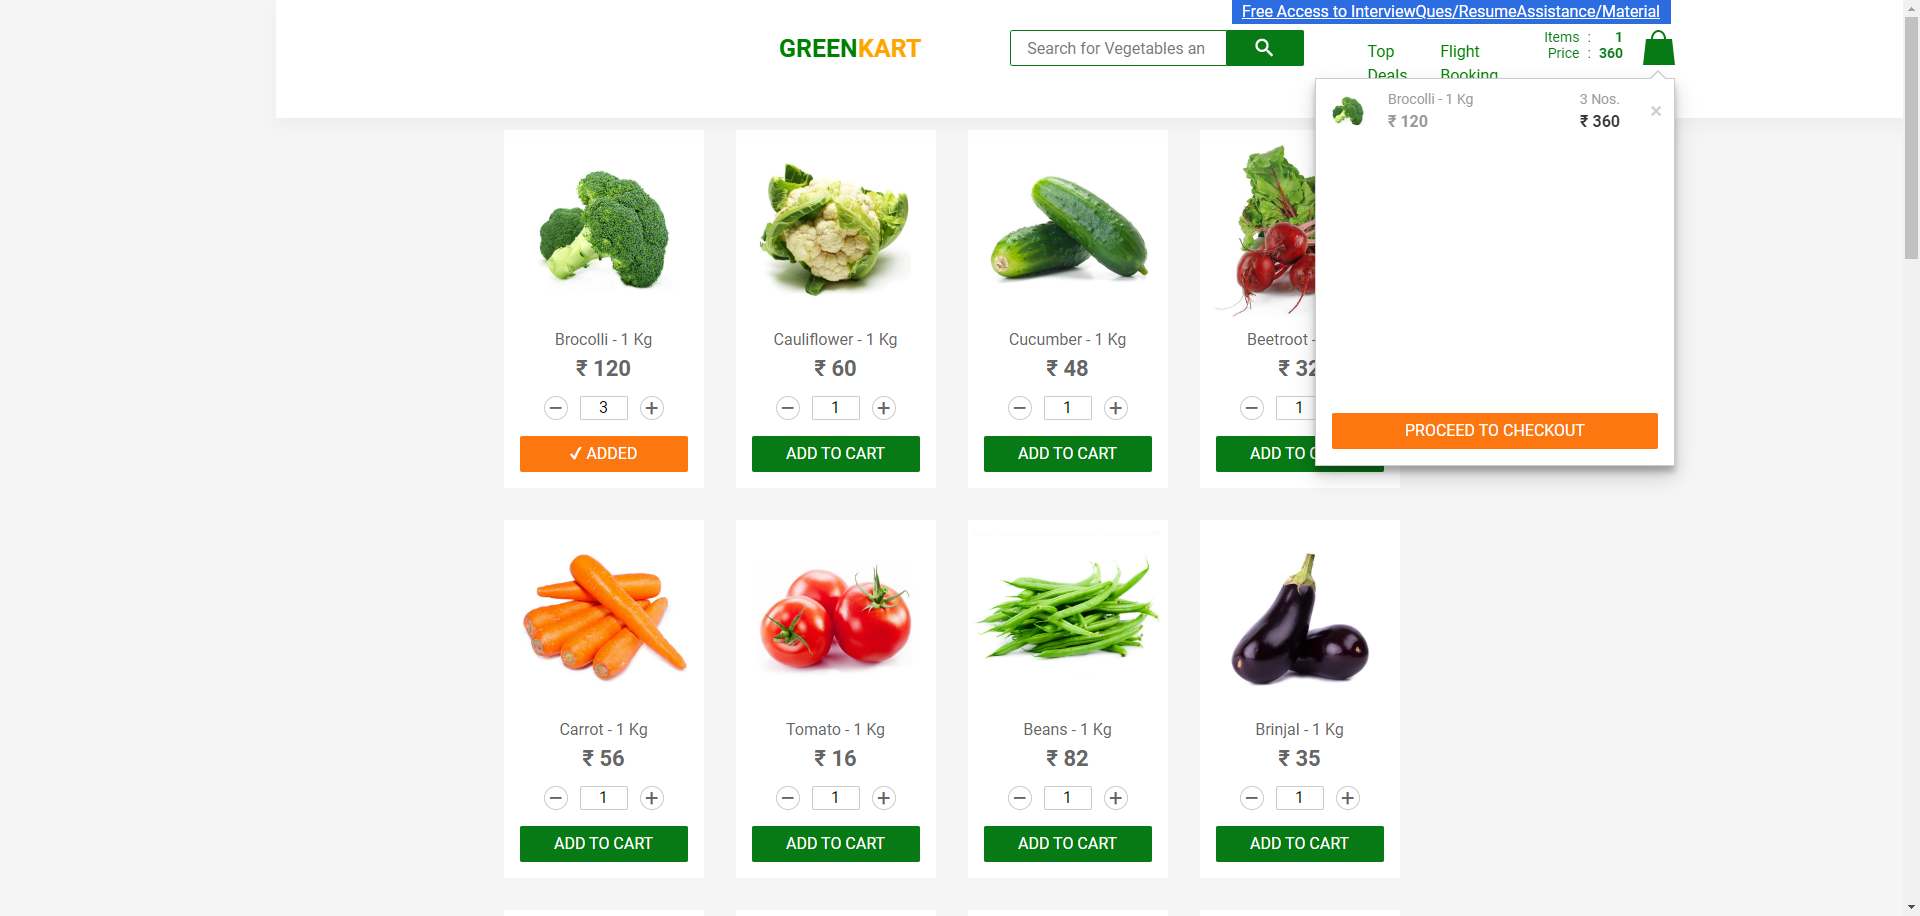 Free Access to InterviewQues/ResumeAssistance/Material
GREENKART
Search for Vegetables an
Top
Deals
Flight
Booking
Items : 1
Price : 360
Brocolli - 1 Kg
₹ 120
3 Nos.
₹ 360
×
PROCEED TO CHECKOUT
Brocolli - 1 Kg
₹ 120
− 3 +
✓ ADDED
Cauliflower - 1 Kg
₹ 60
− 1 +
ADD TO CART
Cucumber - 1 Kg
₹ 48
− 1 +
ADD TO CART
Beetroot -
₹ 32
− 1
ADD TO
Carrot - 1 Kg
₹ 56
− 1 +
ADD TO CART
Tomato - 1 Kg
₹ 16
− 1 +
ADD TO CART
Beans - 1 Kg
₹ 82
− 1 +
ADD TO CART
Brinjal - 1 Kg
₹ 35
− 1 +
ADD TO CART